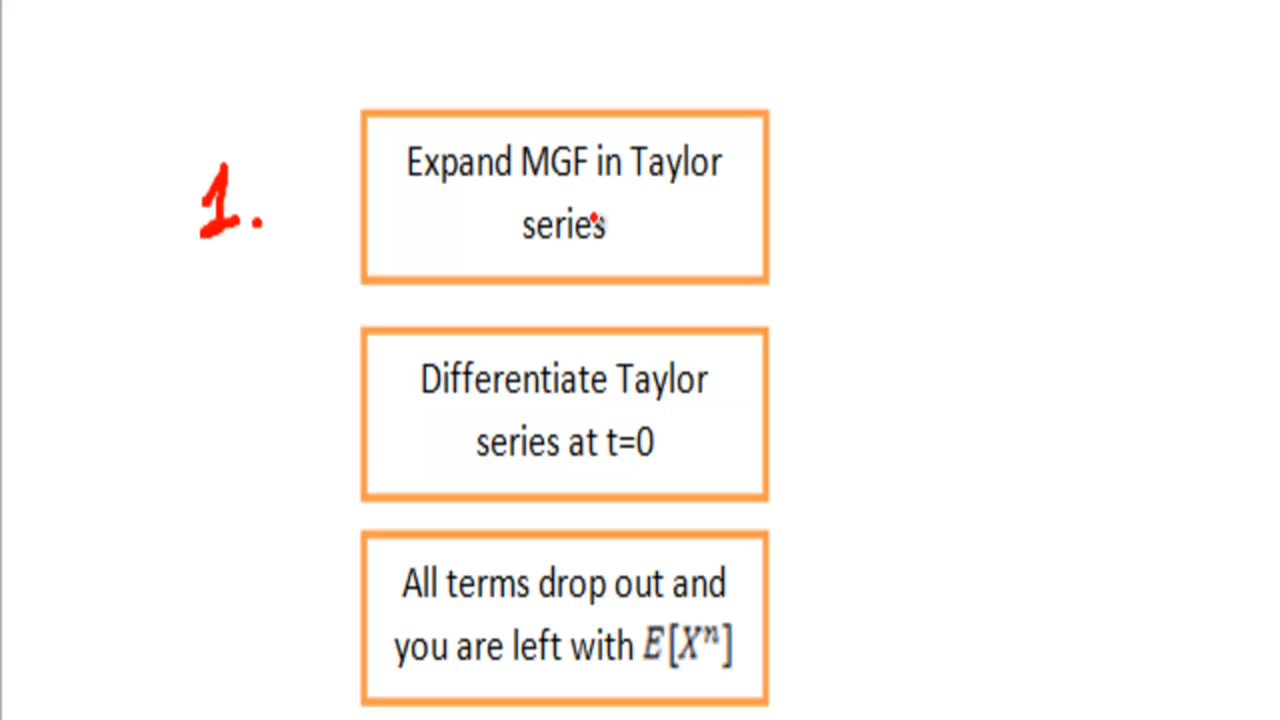 1.
Expand MGF in Taylor
series
Differentiate Taylor
series at t=0
All terms drop out and
you are left with E[Xⁿ]